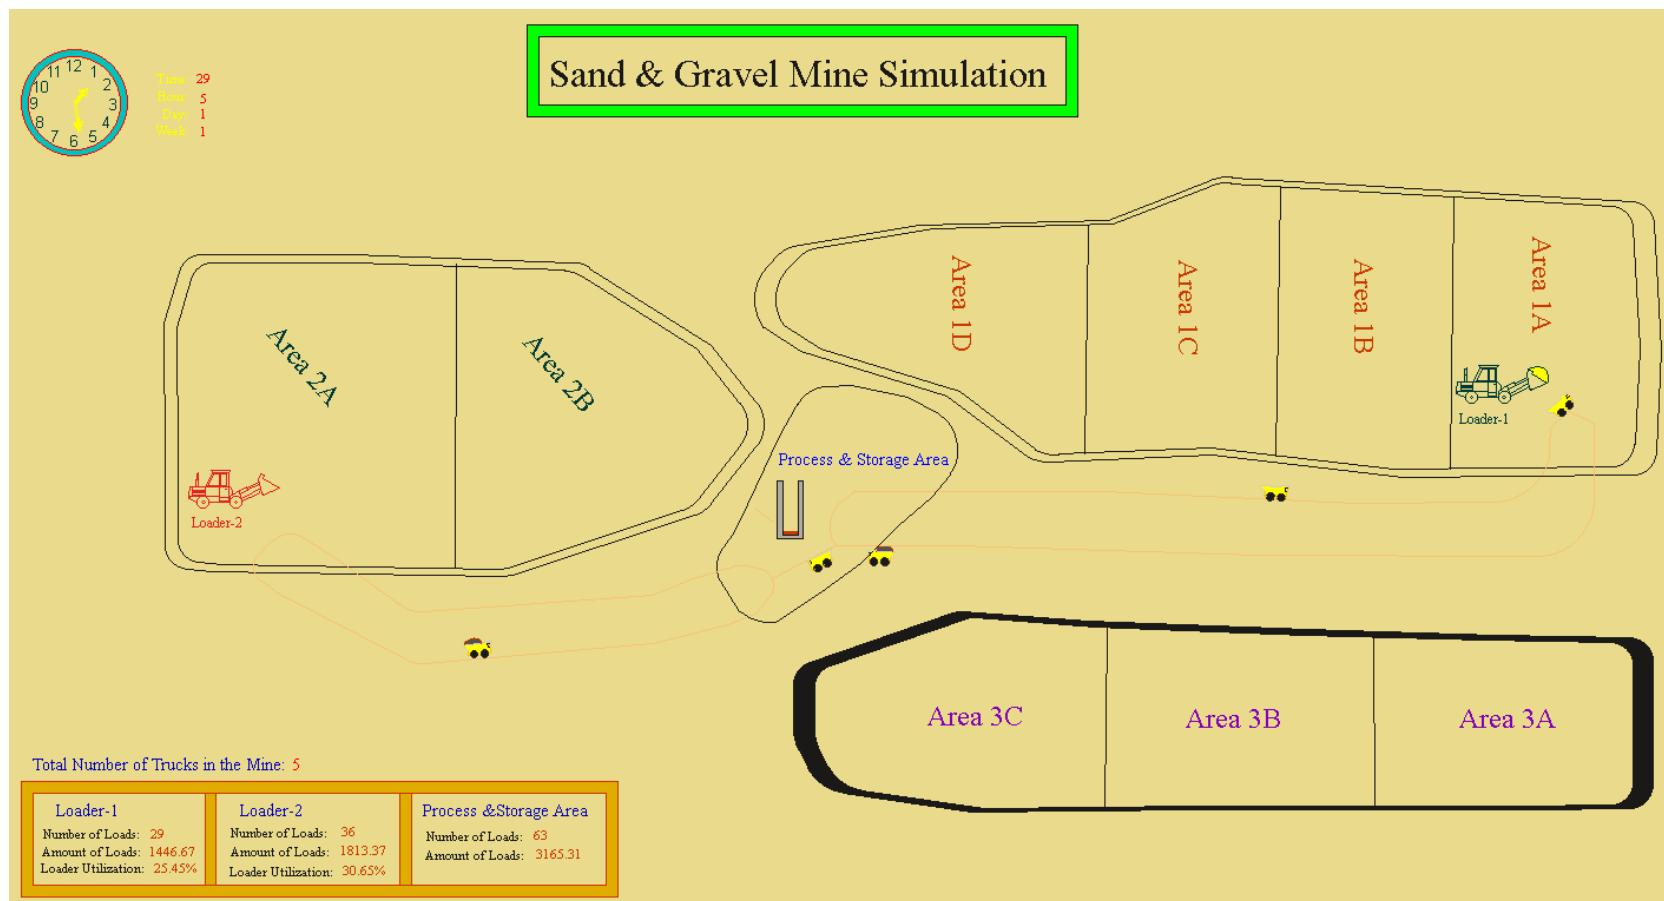 Sand & Gravel Mine Simulation
12
1
2
3
4
5
6
7
8
9
10
11
Time: 29
Hour: 5
Day: 1
Week: 1
Area 2A
Area 2B
Area 1D
Area 1C
Area 1B
Area 1A
Loader-1
Process & Storage Area
Loader-2
Area 3C
Area 3B
Area 3A
Total Number of Trucks in the Mine: 5
Loader-1
Number of Loads: 29
Amount of Loads: 1446.67
Loader Utilization: 25.45%
Loader-2
Number of Loads: 36
Amount of Loads: 1813.37
Loader Utilization: 30.65%
Process &Storage Area
Number of Loads: 63
Amount of Loads: 3165.31